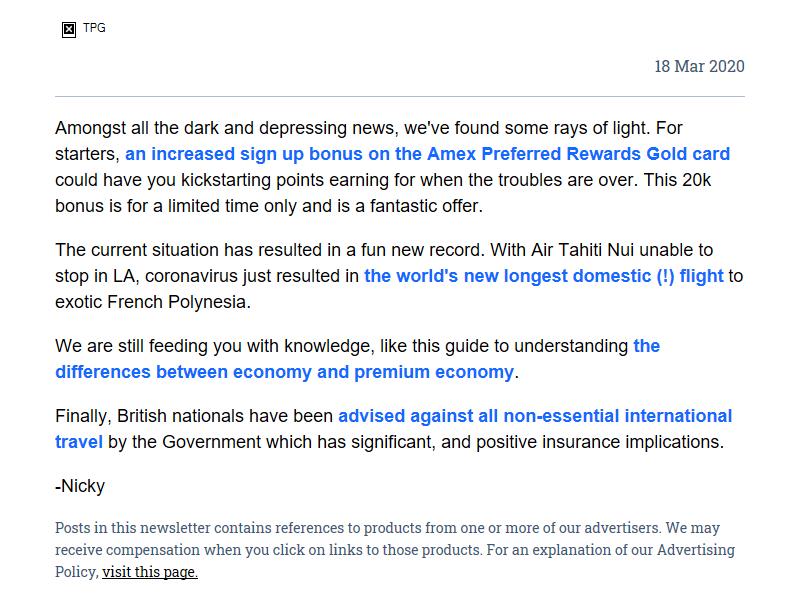 TPG
18 Mar 2020
Amongst all the dark and depressing news, we've found some rays of light. For
starters, an increased sign up bonus on the Amex Preferred Rewards Gold card
could have you kickstarting points earning for when the troubles are over. This 20k
bonus is for a limited time only and is a fantastic offer.
The current situation has resulted in a fun new record. With Air Tahiti Nui unable to
stop in LA, coronavirus just resulted in the world's new longest domestic (!) flight to
exotic French Polynesia.
We are still feeding you with knowledge, like this guide to understanding the
differences between economy and premium economy.
Finally, British nationals have been advised against all non-essential international
travel by the Government which has significant, and positive insurance implications.
-Nicky
Posts in this newsletter contains references to products from one or more of our advertisers. We may
receive compensation when you click on links to those products. For an explanation of our Advertising
Policy, visit this page.